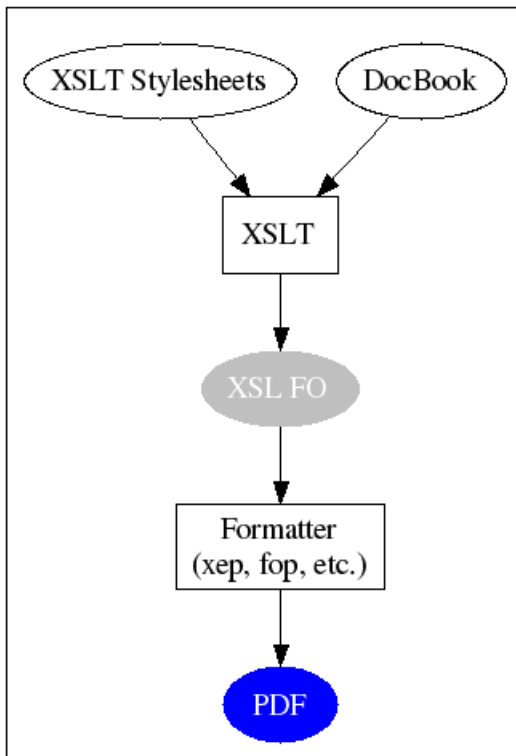 XSLT Stylesheets
DocBook
XSLT
XSL FO
Formatter
(xep, fop, etc.)
PDF